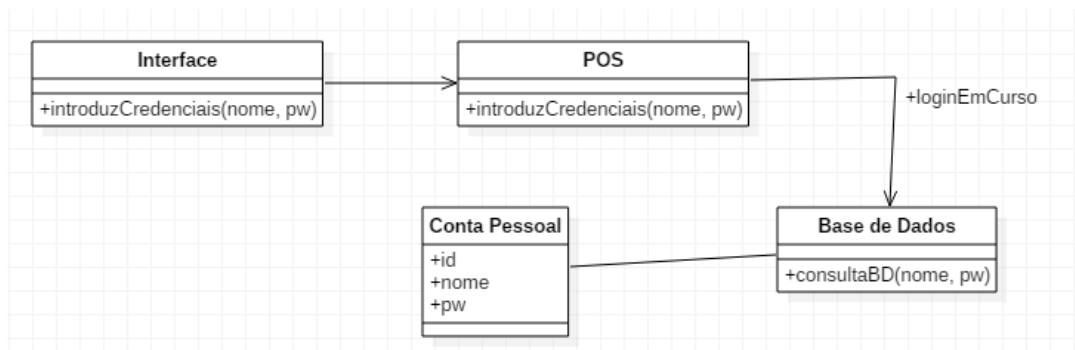 Interface
+introduzCredenciais(nome, pw)
POS
+introduzCredenciais(nome, pw)
+loginEmCurso
Conta Pessoal
+id
+nome
+pw
Base de Dados
+consultaBD(nome, pw)